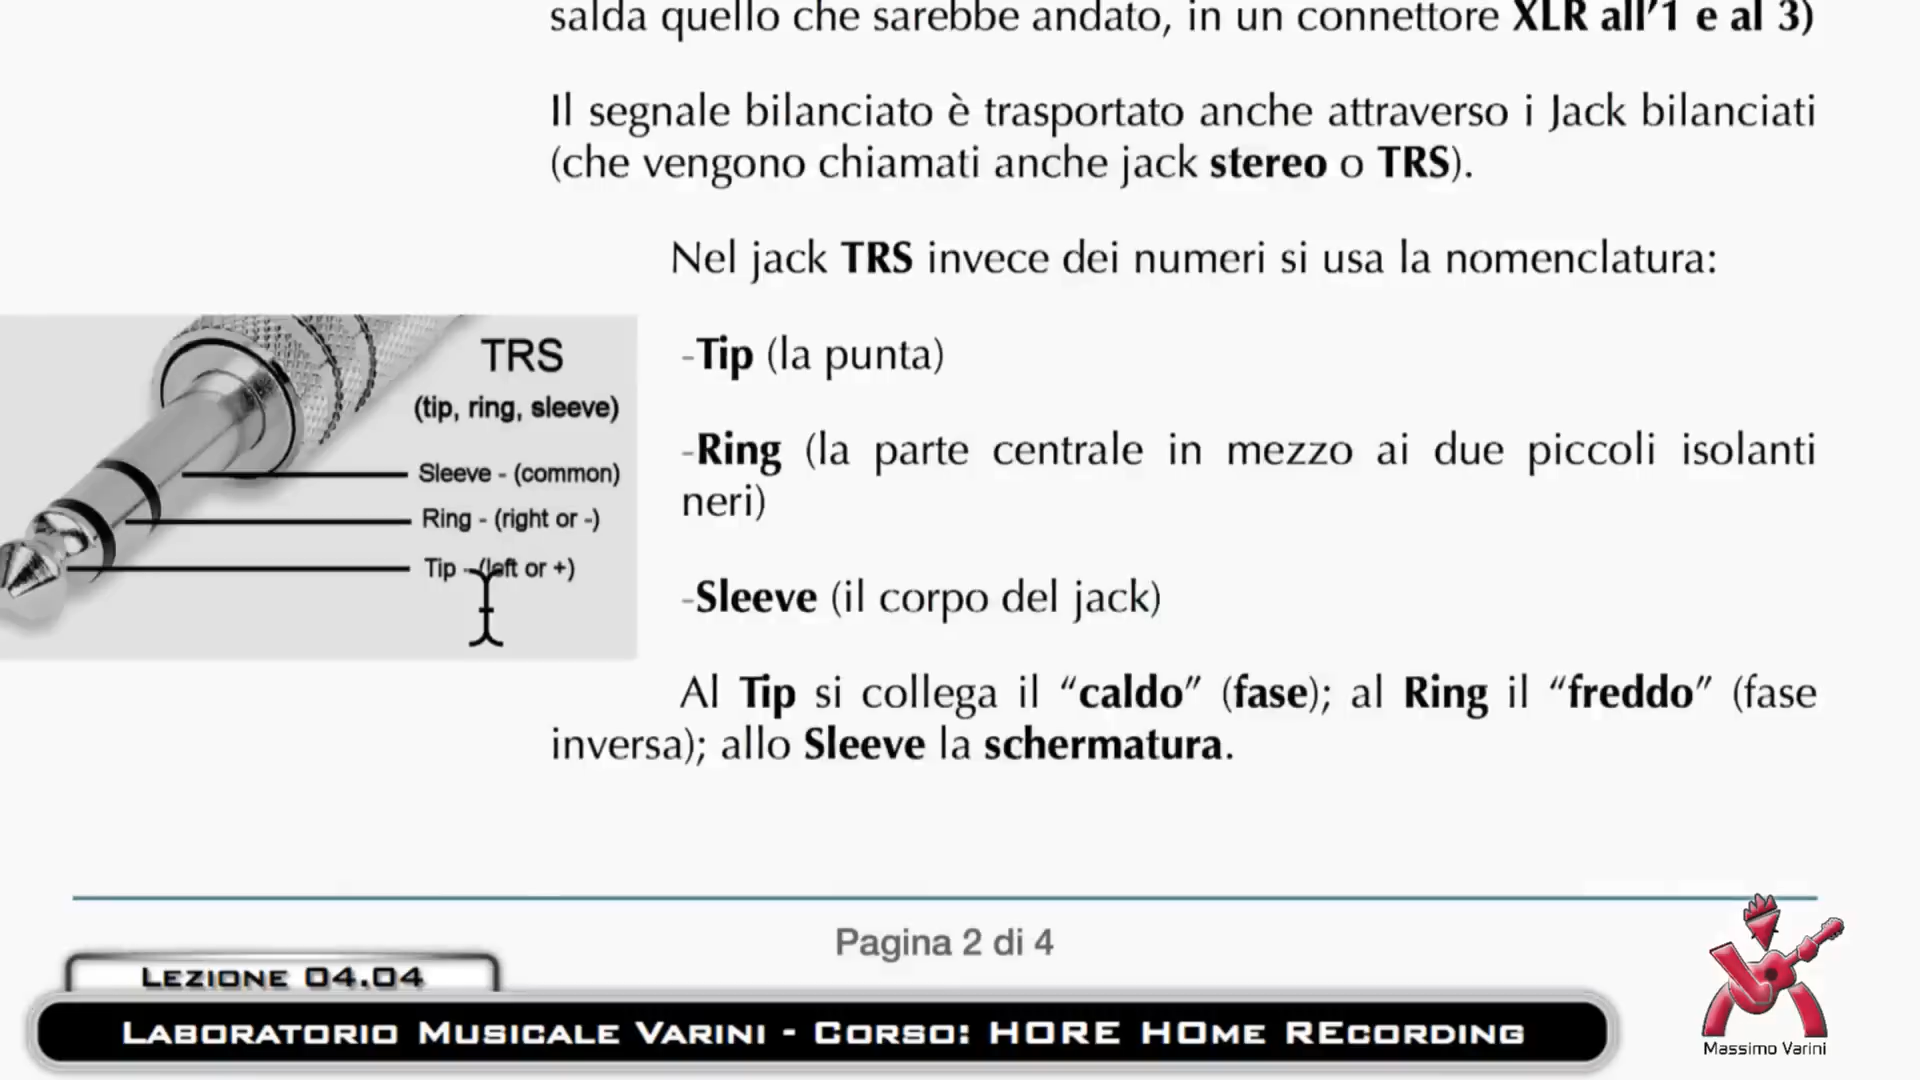 salda quello che sarebbe andato, in un connettore XLR all'1 e al 3)
Il segnale bilanciato è trasportato anche attraverso i Jack bilanciati
(che vengono chiamati anche jack stereo o TRS).
Nel jack TRS invece dei numeri si usa la nomenclatura:
TRS
(tip, ring, sleeve)
Sleeve - (common)
Ring - (right or -)
Tip - (left or +)
-Tip (la punta)
-Ring (la parte centrale in mezzo ai due piccoli isolanti
neri)
-Sleeve (il corpo del jack)
Al Tip si collega il “caldo” (fase); al Ring il “freddo” (fase
inversa); allo Sleeve la schermatura.
Pagina 2 di 4
Lezione 04.04
Laboratorio Musicale Varini - Corso: HORE HOme REcording
Massimo Varini